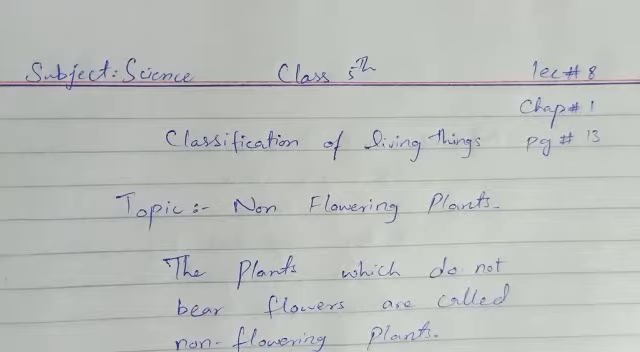 Subject: Science Class 5th lec # 8
Chap # 1
Classification of living things pg # 13
Topic :- Non Flowering Plants.
The plants which do not
bear flowers are called
non-flowering plants.